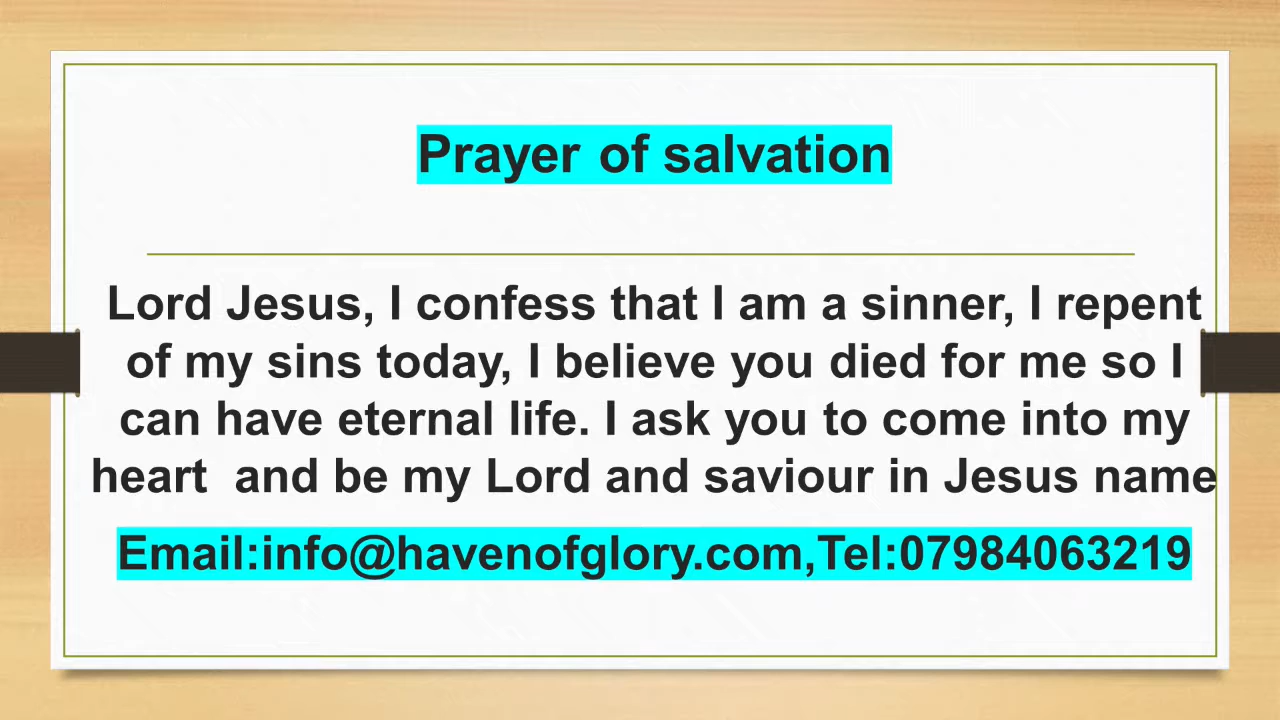 Prayer of salvation
Lord Jesus, I confess that I am a sinner, I repent
of my sins today, I believe you died for me so I
can have eternal life. I ask you to come into my
heart  and be my Lord and saviour in Jesus name
Email:info@havenofglory.com,Tel:07984063219